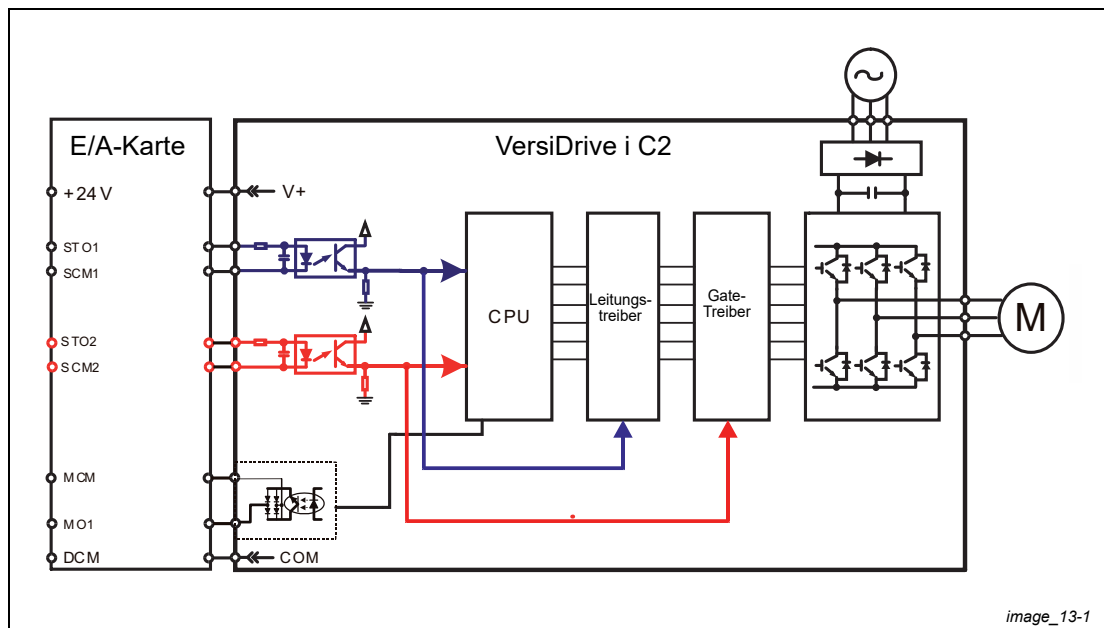 E/A-Karte
VersiDrive i C2
+24 V
V+
STO1
SCM1
STO2
SCM2
CPU
Leitungs-
treiber
Gate-
Treiber
M
MCM
MO1
DCM
COM
image_13-1